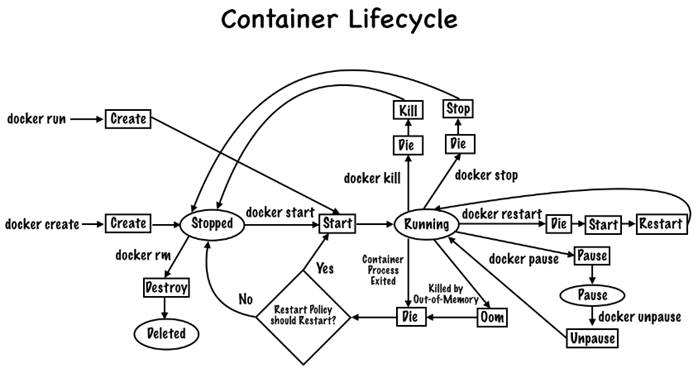 Container Lifecycle
Kill
Stop
docker run
Create
Die
Die
docker kill
docker stop
docker create
Create
Stopped
docker start
Start
Running
docker restart
Die
Start
Restart
docker rm
Container
Process
Exited
docker pause
Pause
Destroy
Yes
Killed by
Out-of-Memory
Pause
No
Restart Policy
should Restart?
Die
Oom
docker unpause
Deleted
Unpause